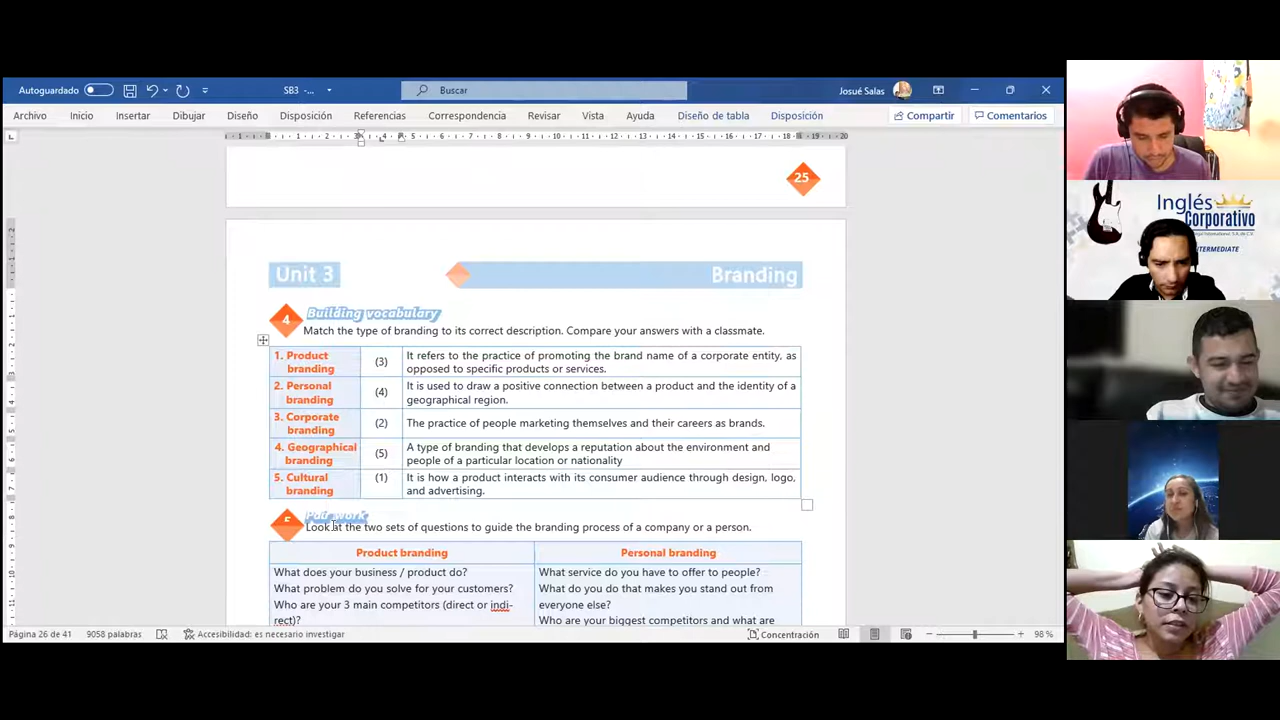 Autoguardado
SB3 -...
Buscar
Josué Salas
Archivo Inicio Insertar Dibujar Diseño Disposición Referencias Correspondencia Revisar Vista Ayuda Diseño de tabla Disposición Compartir Comentarios
25
Unit 3 Branding
4 Building vocabulary
Match the type of branding to its correct description. Compare your answers with a classmate.
1. Product branding (3) It refers to the practice of promoting the brand name of a corporate entity, as opposed to specific products or services.
2. Personal branding (4) It is used to draw a positive connection between a product and the identity of a geographical region.
3. Corporate branding (2) The practice of people marketing themselves and their careers as brands.
4. Geographical branding (5) A type of branding that develops a reputation about the environment and people of a particular location or nationality
5. Cultural branding (1) It is how a product interacts with its consumer audience through design, logo, and advertising.
5 Pair work
Look at the two sets of questions to guide the branding process of a company or a person.
Product branding Personal branding
What does your business / product do?
What problem do you solve for your customers?
Who are your 3 main competitors (direct or indi-
rect)?
What service do you have to offer to people?
What do you do that makes you stand out from
everyone else?
Who are your biggest competitors and what are
Página 26 de 41 9058 palabras Accesibilidad: es necesario investigar Concentración 98 %
Inglés
Corporativo
INTERMEDIATE